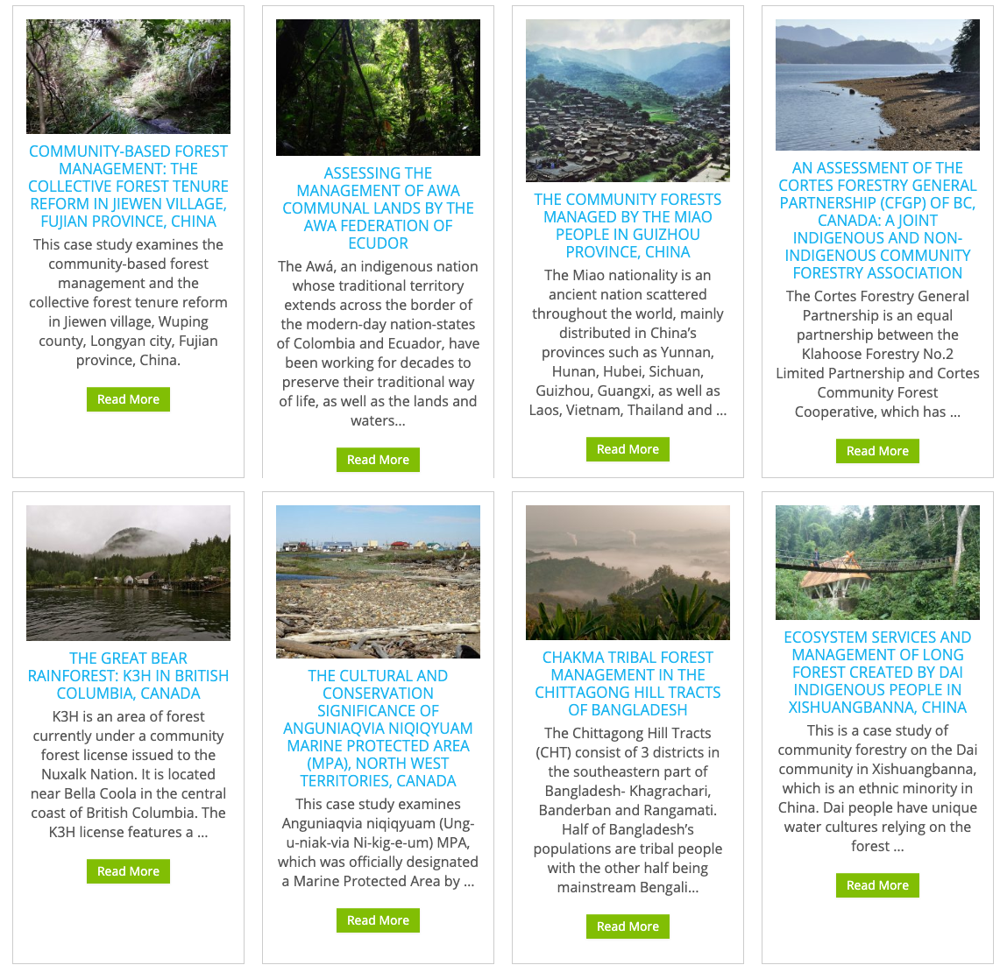 COMMUNITY-BASED FOREST
MANAGEMENT: THE
COLLECTIVE FOREST TENURE
REFORM IN JIEWEN VILLAGE,
FUJIAN PROVINCE, CHINA
This case study examines the
community-based forest
management and the
collective forest tenure reform
in Jiewen village, Wuping
county, Longyan city, Fujian
province, China.
Read More
ASSESSING THE
MANAGEMENT OF AWA
COMMUNAL LANDS BY THE
AWA FEDERATION OF
ECUDOR
The Awá, an indigenous nation
whose traditional territory
extends across the border of
the modern-day nation-states
of Colombia and Ecuador, have
been working for decades to
preserve their traditional way
of life, as well as the lands and
waters...
Read More
THE COMMUNITY FORESTS
MANAGED BY THE MIAO
PEOPLE IN GUIZHOU
PROVINCE, CHINA
The Miao nationality is an
ancient nation scattered
throughout the world, mainly
distributed in China’s
provinces such as Yunnan,
Hunan, Hubei, Sichuan,
Guizhou, Guangxi, as well as
Laos, Vietnam, Thailand and ...
Read More
AN ASSESSMENT OF THE
CORTES FORESTRY GENERAL
PARTNERSHIP (CFGP) OF BC,
CANADA: A JOINT
INDIGENOUS AND NON-
INDIGENOUS COMMUNITY
FORESTRY ASSOCIATION
The Cortes Forestry General
Partnership is an equal
partnership between the
Klahoose Forestry No.2
Limited Partnership and Cortes
Community Forest
Cooperative, which has ...
Read More
THE GREAT BEAR
RAINFOREST: K3H IN BRITISH
COLUMBIA, CANADA
K3H is an area of forest
currently under a community
forest license issued to the
Nuxalk Nation. It is located
near Bella Coola in the central
coast of British Columbia. The
K3H license features a ...
Read More
THE CULTURAL AND
CONSERVATION
SIGNIFICANCE OF
ANGUNIAQVIA NIQIQYUAM
MARINE PROTECTED AREA
(MPA), NORTH WEST
TERRITORIES, CANADA
This case study examines
Anguniaqvia niqiqyuam (Ung-
u-niak-via Ni-kig-e-um) MPA,
which was officially designated
a Marine Protected Area by ...
Read More
CHAKMA TRIBAL FOREST
MANAGEMENT IN THE
CHITTAGONG HILL TRACTS
OF BANGLADESH
The Chittagong Hill Tracts
(CHT) consist of 3 districts in
the southeastern part of
Bangladesh- Khagrachari,
Banderban and Rangamati.
Half of Bangladesh’s
populations are tribal people
with the other half being
mainstream Bengali...
Read More
ECOSYSTEM SERVICES AND
MANAGEMENT OF LONG
FOREST CREATED BY DAI
INDIGENOUS PEOPLE IN
XISHUANGBANNA, CHINA
This is a case study of
community forestry on the Dai
community in Xishuangbanna,
which is an ethnic minority in
China. Dai people have unique
water cultures relying on the
forest ...
Read More